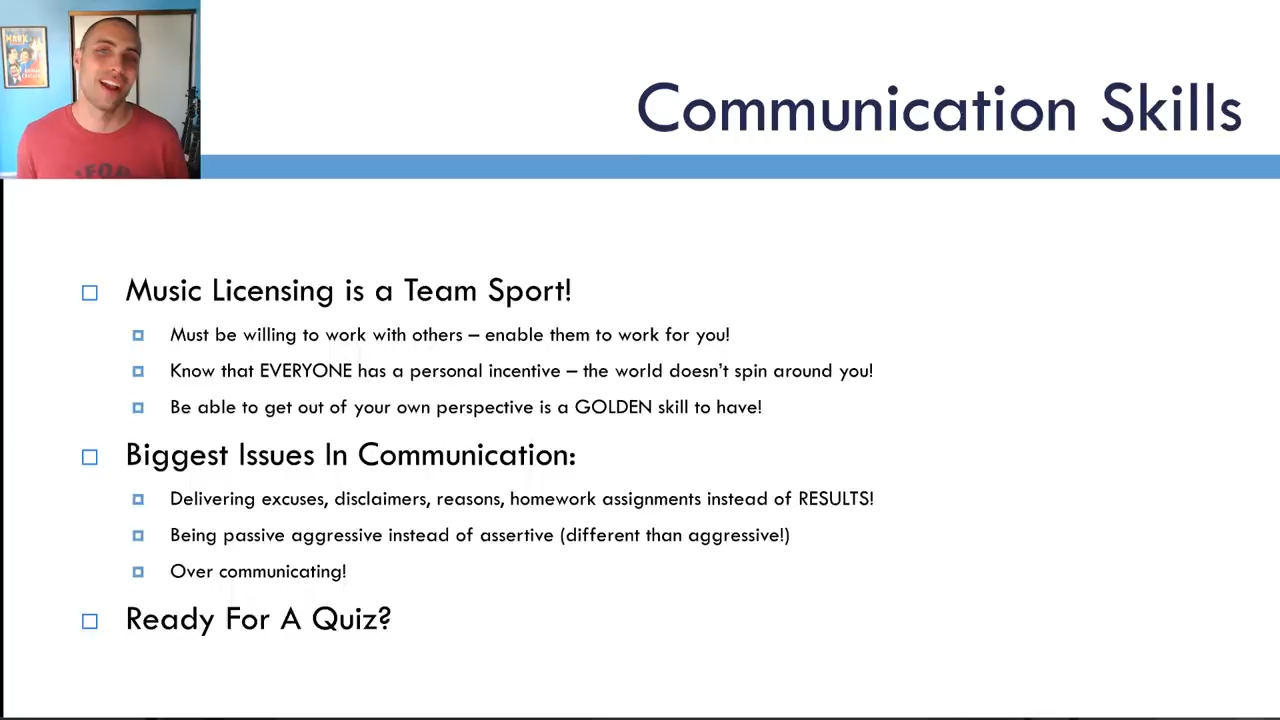 MARX
Communication Skills
Music Licensing is a Team Sport!
Must be willing to work with others – enable them to work for you!
Know that EVERYONE has a personal incentive – the world doesn't spin around you!
Be able to get out of your own perspective is a GOLDEN skill to have!
Biggest Issues In Communication:
Delivering excuses, disclaimers, reasons, homework assignments instead of RESULTS!
Being passive aggressive instead of assertive (different than aggressive!)
Over communicating!
Ready For A Quiz?